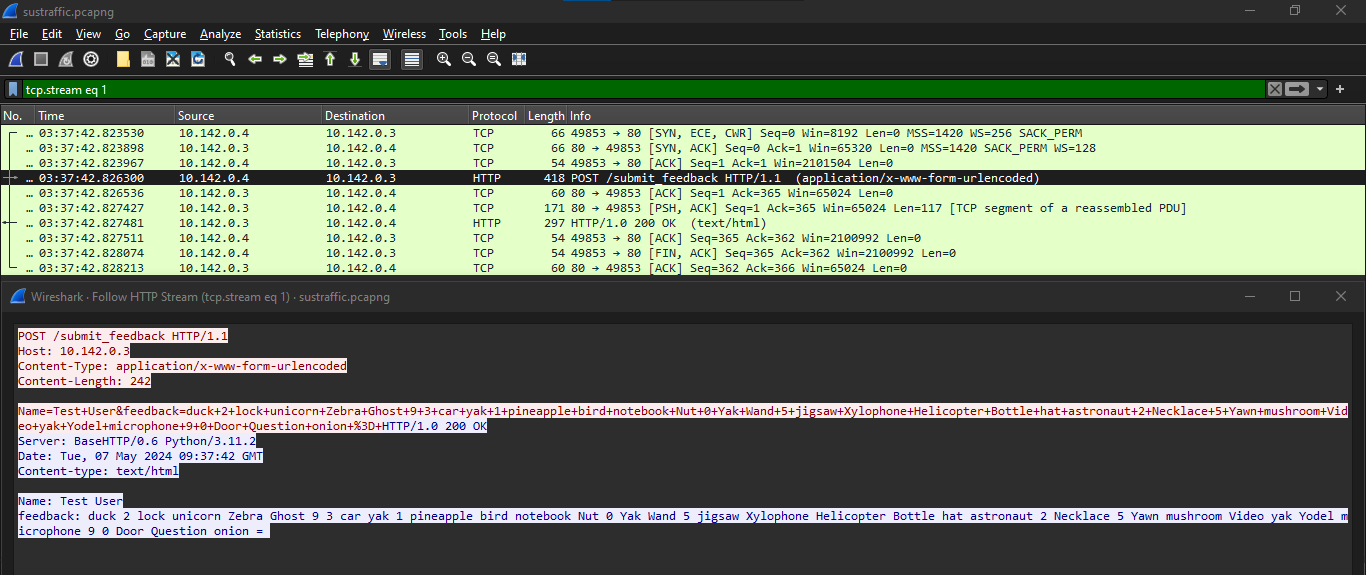 sustraffic.pcapng
File Edit View Go Capture Analyze Statistics Telephony Wireless Tools Help
tcp.stream eq 1
No. Time Source Destination Protocol Length Info
… 03:37:42.823530 10.142.0.4 10.142.0.3 TCP 66 49853 → 80 [SYN, ECE, CWR] Seq=0 Win=8192 Len=0 MSS=1420 WS=256 SACK_PERM
… 03:37:42.823898 10.142.0.3 10.142.0.4 TCP 66 80 → 49853 [SYN, ACK] Seq=0 Ack=1 Win=65320 Len=0 MSS=1420 SACK_PERM WS=128
… 03:37:42.823967 10.142.0.4 10.142.0.3 TCP 54 49853 → 80 [ACK] Seq=1 Ack=1 Win=2101504 Len=0
… 03:37:42.826300 10.142.0.4 10.142.0.3 HTTP 418 POST /submit_feedback HTTP/1.1 (application/x-www-form-urlencoded)
… 03:37:42.826536 10.142.0.3 10.142.0.4 TCP 60 80 → 49853 [ACK] Seq=1 Ack=365 Win=65024 Len=0
… 03:37:42.827427 10.142.0.3 10.142.0.4 TCP 171 80 → 49853 [PSH, ACK] Seq=1 Ack=365 Win=65024 Len=117 [TCP segment of a reassembled PDU]
… 03:37:42.827481 10.142.0.3 10.142.0.4 HTTP 297 HTTP/1.0 200 OK (text/html)
… 03:37:42.827511 10.142.0.4 10.142.0.3 TCP 54 49853 → 80 [ACK] Seq=365 Ack=362 Win=2100992 Len=0
… 03:37:42.828074 10.142.0.4 10.142.0.3 TCP 54 49853 → 80 [FIN, ACK] Seq=365 Ack=362 Win=2100992 Len=0
… 03:37:42.828213 10.142.0.3 10.142.0.4 TCP 60 80 → 49853 [ACK] Seq=362 Ack=366 Win=65024 Len=0
Wireshark · Follow HTTP Stream (tcp.stream eq 1) · sustraffic.pcapng
POST /submit_feedback HTTP/1.1
Host: 10.142.0.3
Content-Type: application/x-www-form-urlencoded
Content-Length: 242
Name=Test+User&feedback=duck+2+lock+unicorn+Zebra+Ghost+9+3+car+yak+1+pineapple+bird+notebook+Nut+0+Yak+Wand+5+jigsaw+Xylophone+Helicopter+Bottle+hat+astronaut+2+Necklace+5+Yawn+mushroom+Vid
eo+yak+Yodel+microphone+9+0+Door+Question+onion+%3D+HTTP/1.0 200 OK
Server: BaseHTTP/0.6 Python/3.11.2
Date: Tue, 07 May 2024 09:37:42 GMT
Content-type: text/html
Name: Test User
feedback: duck 2 lock unicorn Zebra Ghost 9 3 car yak 1 pineapple bird notebook Nut 0 Yak Wand 5 jigsaw Xylophone Helicopter Bottle hat astronaut 2 Necklace 5 Yawn mushroom Video yak Yodel m
icrophone 9 0 Door Question onion =